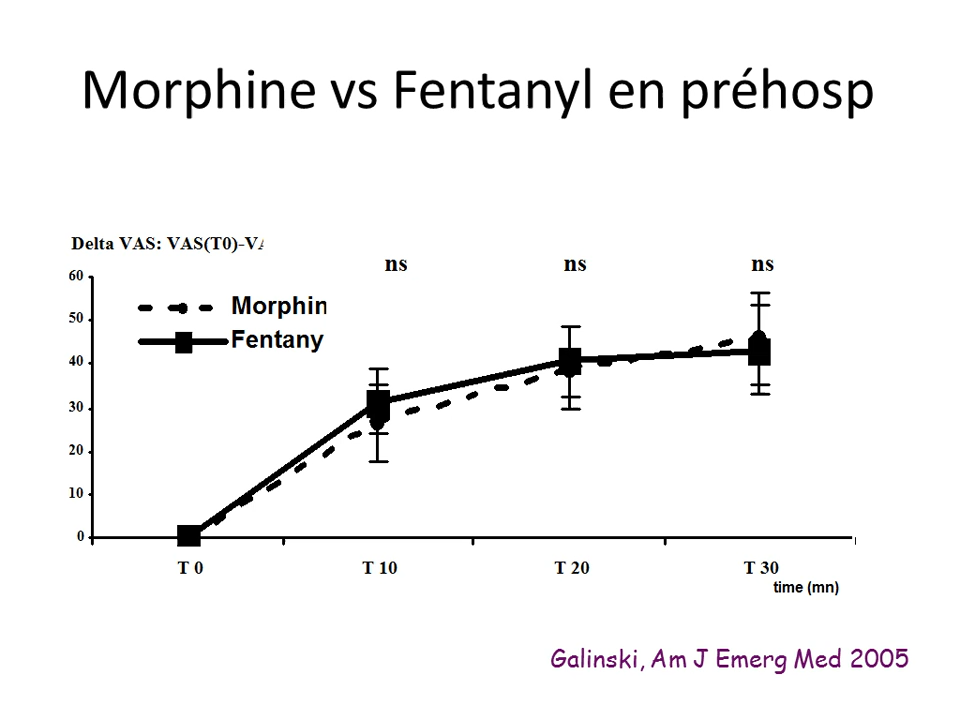 Morphine vs Fentanyl en préhosp
Delta VAS: VAS(T0)-VA
ns ns ns
60
50
40
30
20
10
0
Morphin
Fentany
T 0 T 10 T 20 T 30
time (mn)
Galinski, Am J Emerg Med 2005